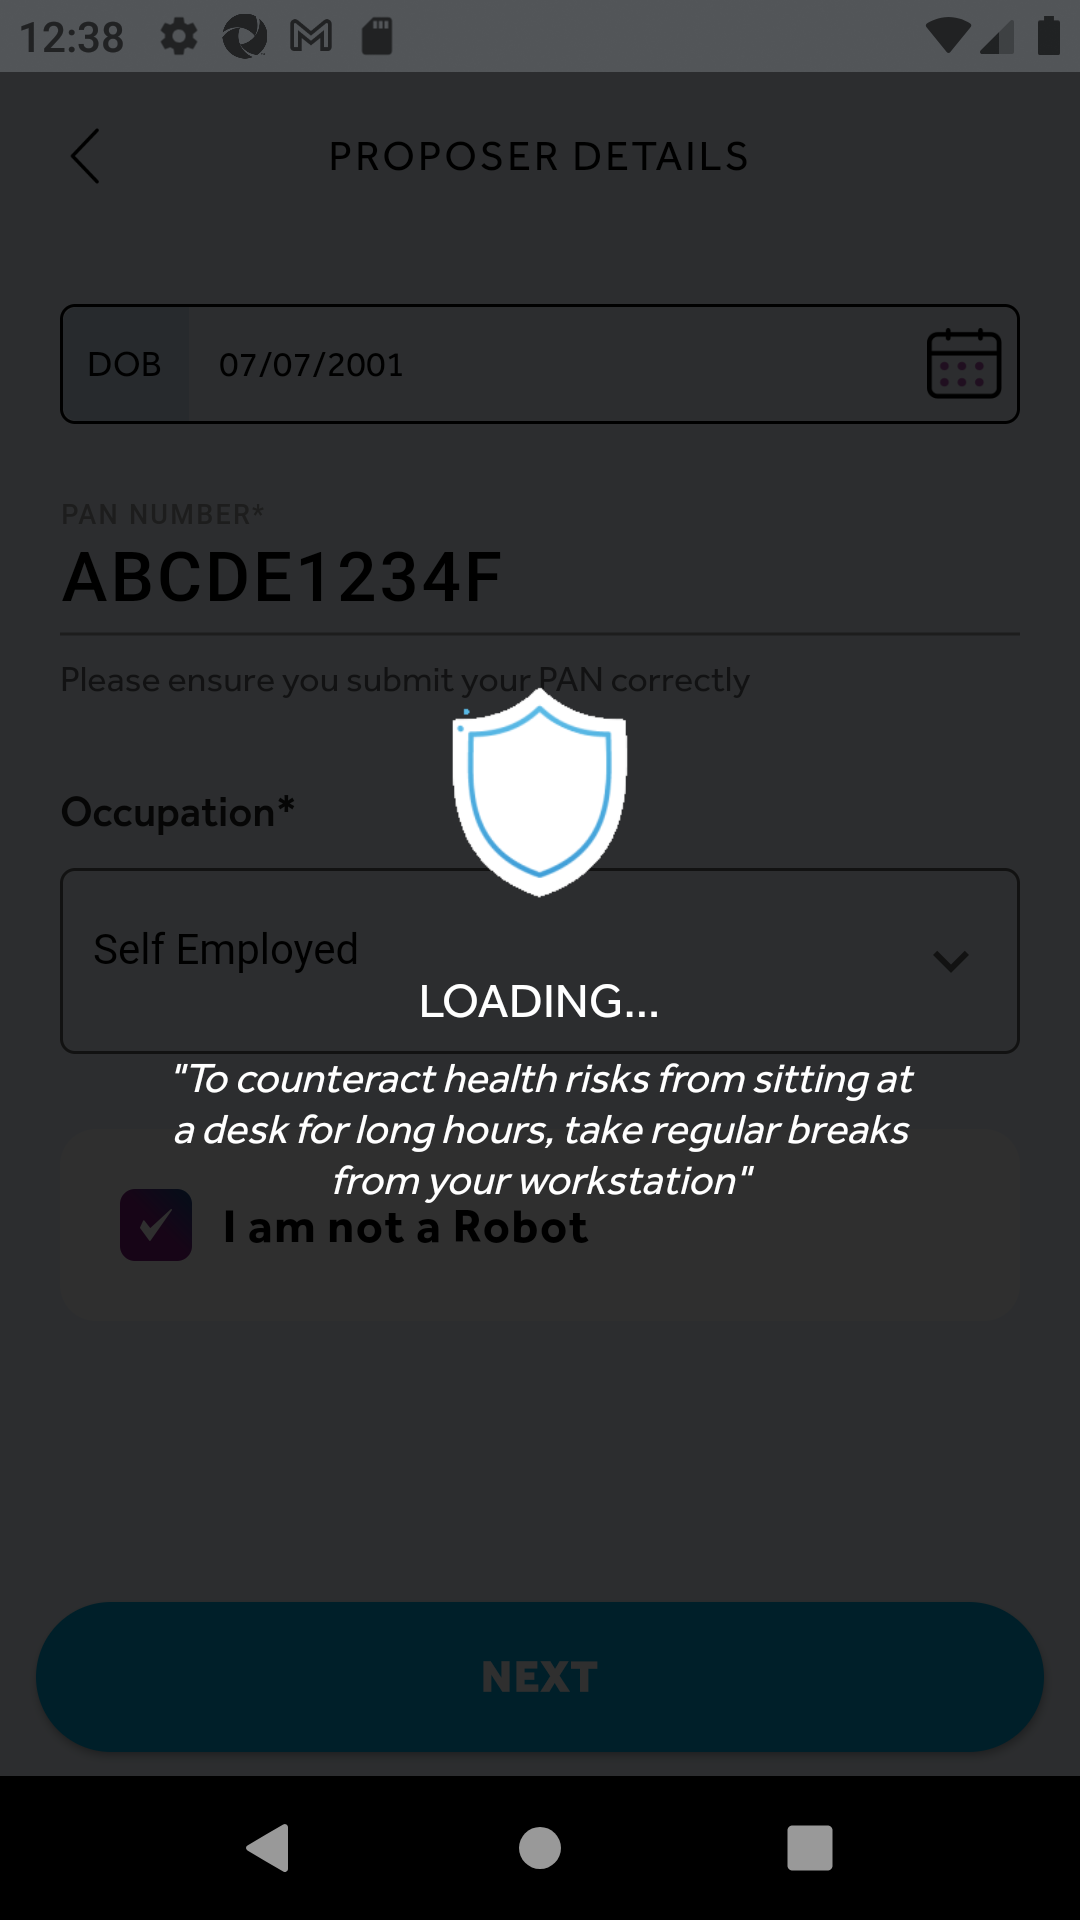 12:38
PROPOSER DETAILS
DOB 07/07/2001
PAN NUMBER*
ABCDE1234F
Please ensure you submit your PAN correctly
Occupation*
Self Employed
LOADING...
"To counteract health risks from sitting at
a desk for long hours, take regular breaks
from your workstation"
I am not a Robot
NEXT